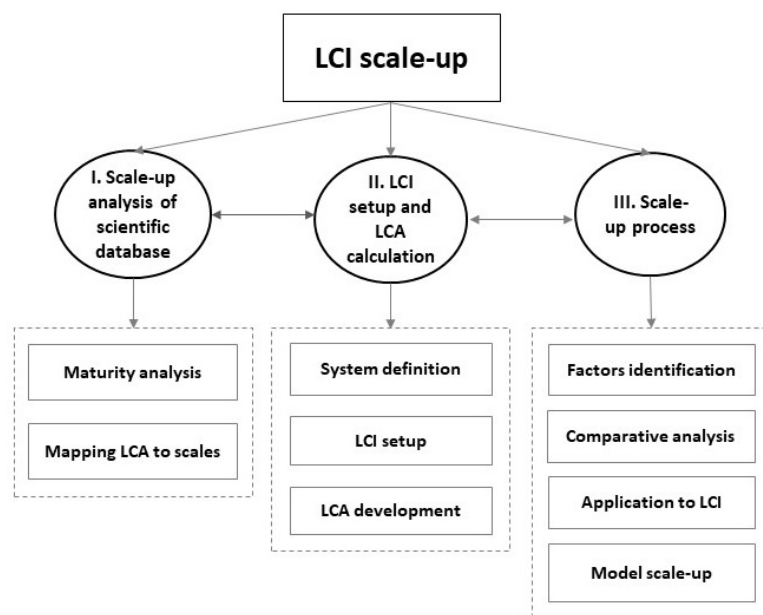 LCI scale-up
I. Scale-up
analysis of
scientific
database
II. LCI
setup and
LCA
calculation
III. Scale-
up process
Maturity analysis
Mapping LCA to scales
System definition
LCI setup
LCA development
Factors identification
Comparative analysis
Application to LCI
Model scale-up